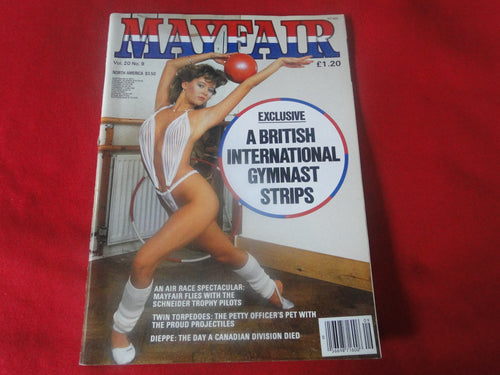 MAYFAIR
Vol. 20 No. 9
£1.20
NORTH AMERICA $3.50
EXCLUSIVE
A BRITISH
INTERNATIONAL
GYMNAST
STRIPS
AN AIR RACE SPECTACULAR:
MAYFAIR FLIES WITH THE
SCHNEIDER TROPHY PILOTS
TWIN TORPEDOES: THE PETTY OFFICER'S PET WITH
THE PROUD PROJECTILES
DIEPPE: THE DAY A CANADIAN DIVISION DIED
09